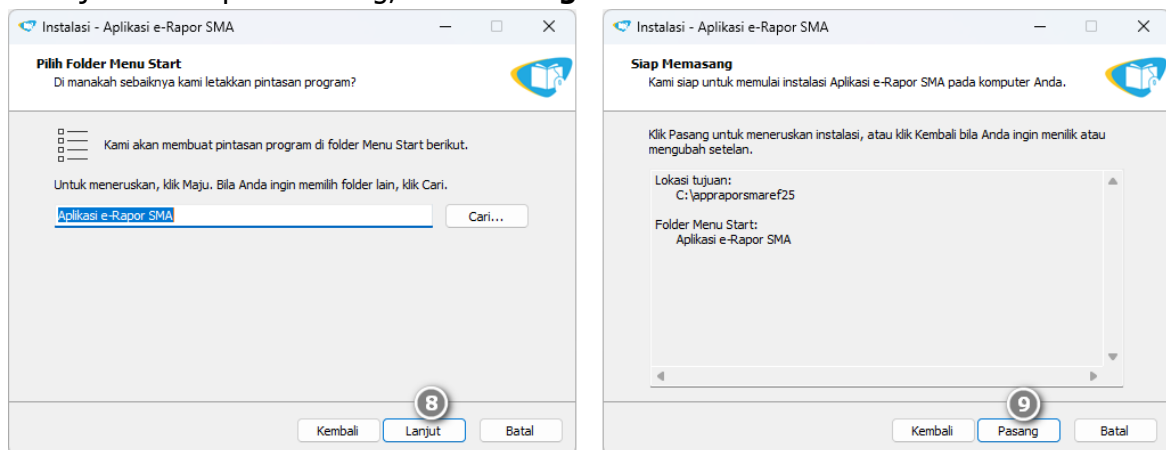 Instalasi - Aplikasi e-Rapor SMA
Pilih Folder Menu Start
Di manakah sebaiknya kami letakkan pintasan program?
Kami akan membuat pintasan program di folder Menu Start berikut.
Untuk meneruskan, klik Maju. Bila Anda ingin memilih folder lain, klik Cari.
Aplikasi e-Rapor SMA
Cari...
8
Kembali
Lanjut
Batal
Instalasi - Aplikasi e-Rapor SMA
Siap Memasang
Kami siap untuk memulai instalasi Aplikasi e-Rapor SMA pada komputer Anda.
Klik Pasang untuk meneruskan instalasi, atau klik Kembali bila Anda ingin menilik atau
mengubah setelan.
Lokasi tujuan:
C:\appraporsmaref25
Folder Menu Start:
Aplikasi e-Rapor SMA
9
Kembali
Pasang
Batal